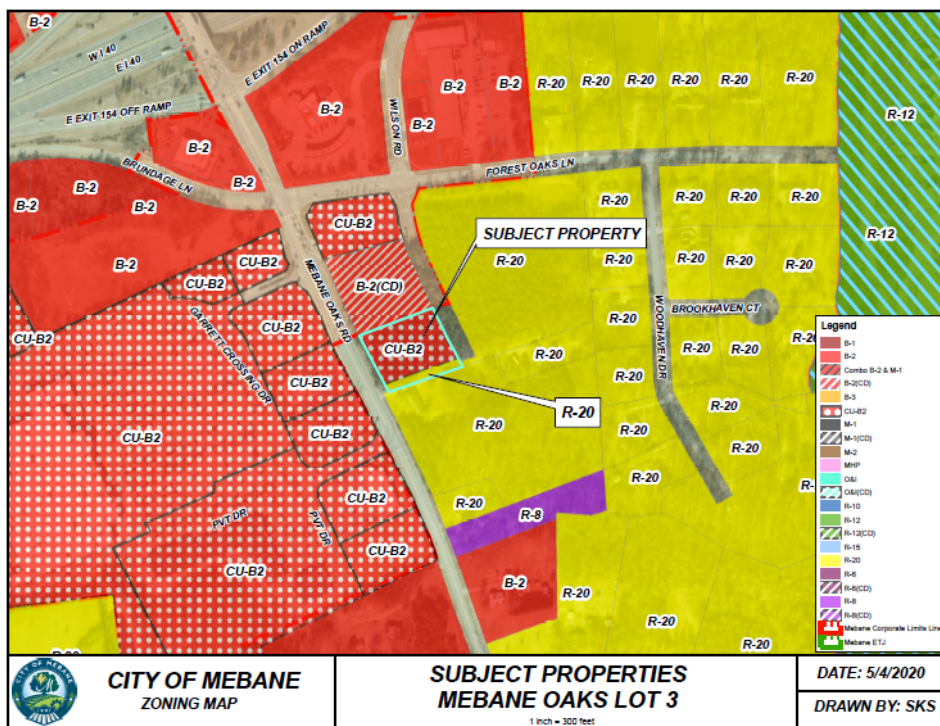 B-2
W I 40
E I 40
E EXIT 154 ON RAMP
E EXIT 154 OFF RAMP
B-2
WILSON RD
B-2
B-2
R-20
R-20
R-20
R-20
R-20
R-20
R-12
B-2
BRUNDAGE LN
B-2
B-2
B-2
B-2
B-2
FOREST OAKS LN
R-20
R-20
R-20
R-20
R-12
CU-B2
SUBJECT PROPERTY
CU-B2
CU-B2
MEBANE OAKS RD
B-2(CD)
R-20
R-20
R-20
R-20
R-20
WOODHAVEN DR
BROOKHAVEN CT
GARRETT CROSSING DR
CU-B2
CU-B2
CU-B2
R-20
R-20
R-20
R-20
CU-B2
R-20
R-20
R-20
CU-B2
CU-B2
R-20
R-20
R-20
CU-B2
R-20
R-20
PVT DR
PVT DR
R-8
CU-B2
CU-B2
B-2
R-20
R-20
R-20
Legend
B-1
B-2
Combo B-2 & M-1
B-2(CD)
B-3
CU-B2
M-1
M-1(CD)
M-2
MHP
O&I
O&I(CD)
R-10
R-12
R-12(CD)
R-15
R-20
R-6
R-6(CD)
R-8
R-8(CD)
Mebane Corporate Limits Line
Mebane ETJ
CITY OF MEBANE
1881
CITY OF MEBANE
ZONING MAP
SUBJECT PROPERTIES
MEBANE OAKS LOT 3
1 inch = 300 feet
DATE: 5/4/2020
DRAWN BY: SKS